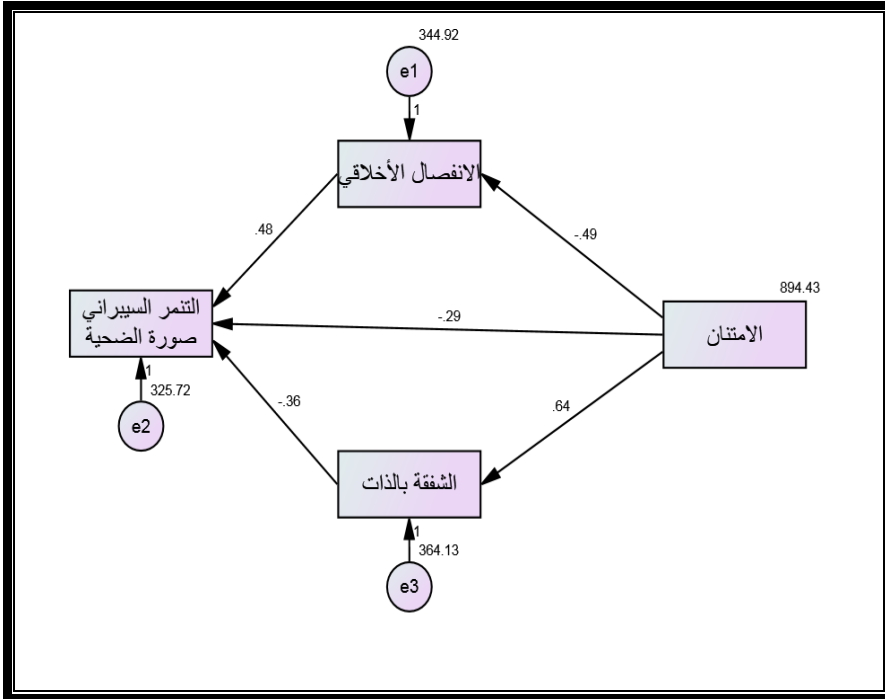 344.92
e1
1
الانفصال الأخلاقي
.48
-.49
894.43
التنمر السيبراني
صورة الضحية
-.29
الامتنان
1
325.72
e2
-.36
.64
الشفقة بالذات
1
364.13
e3